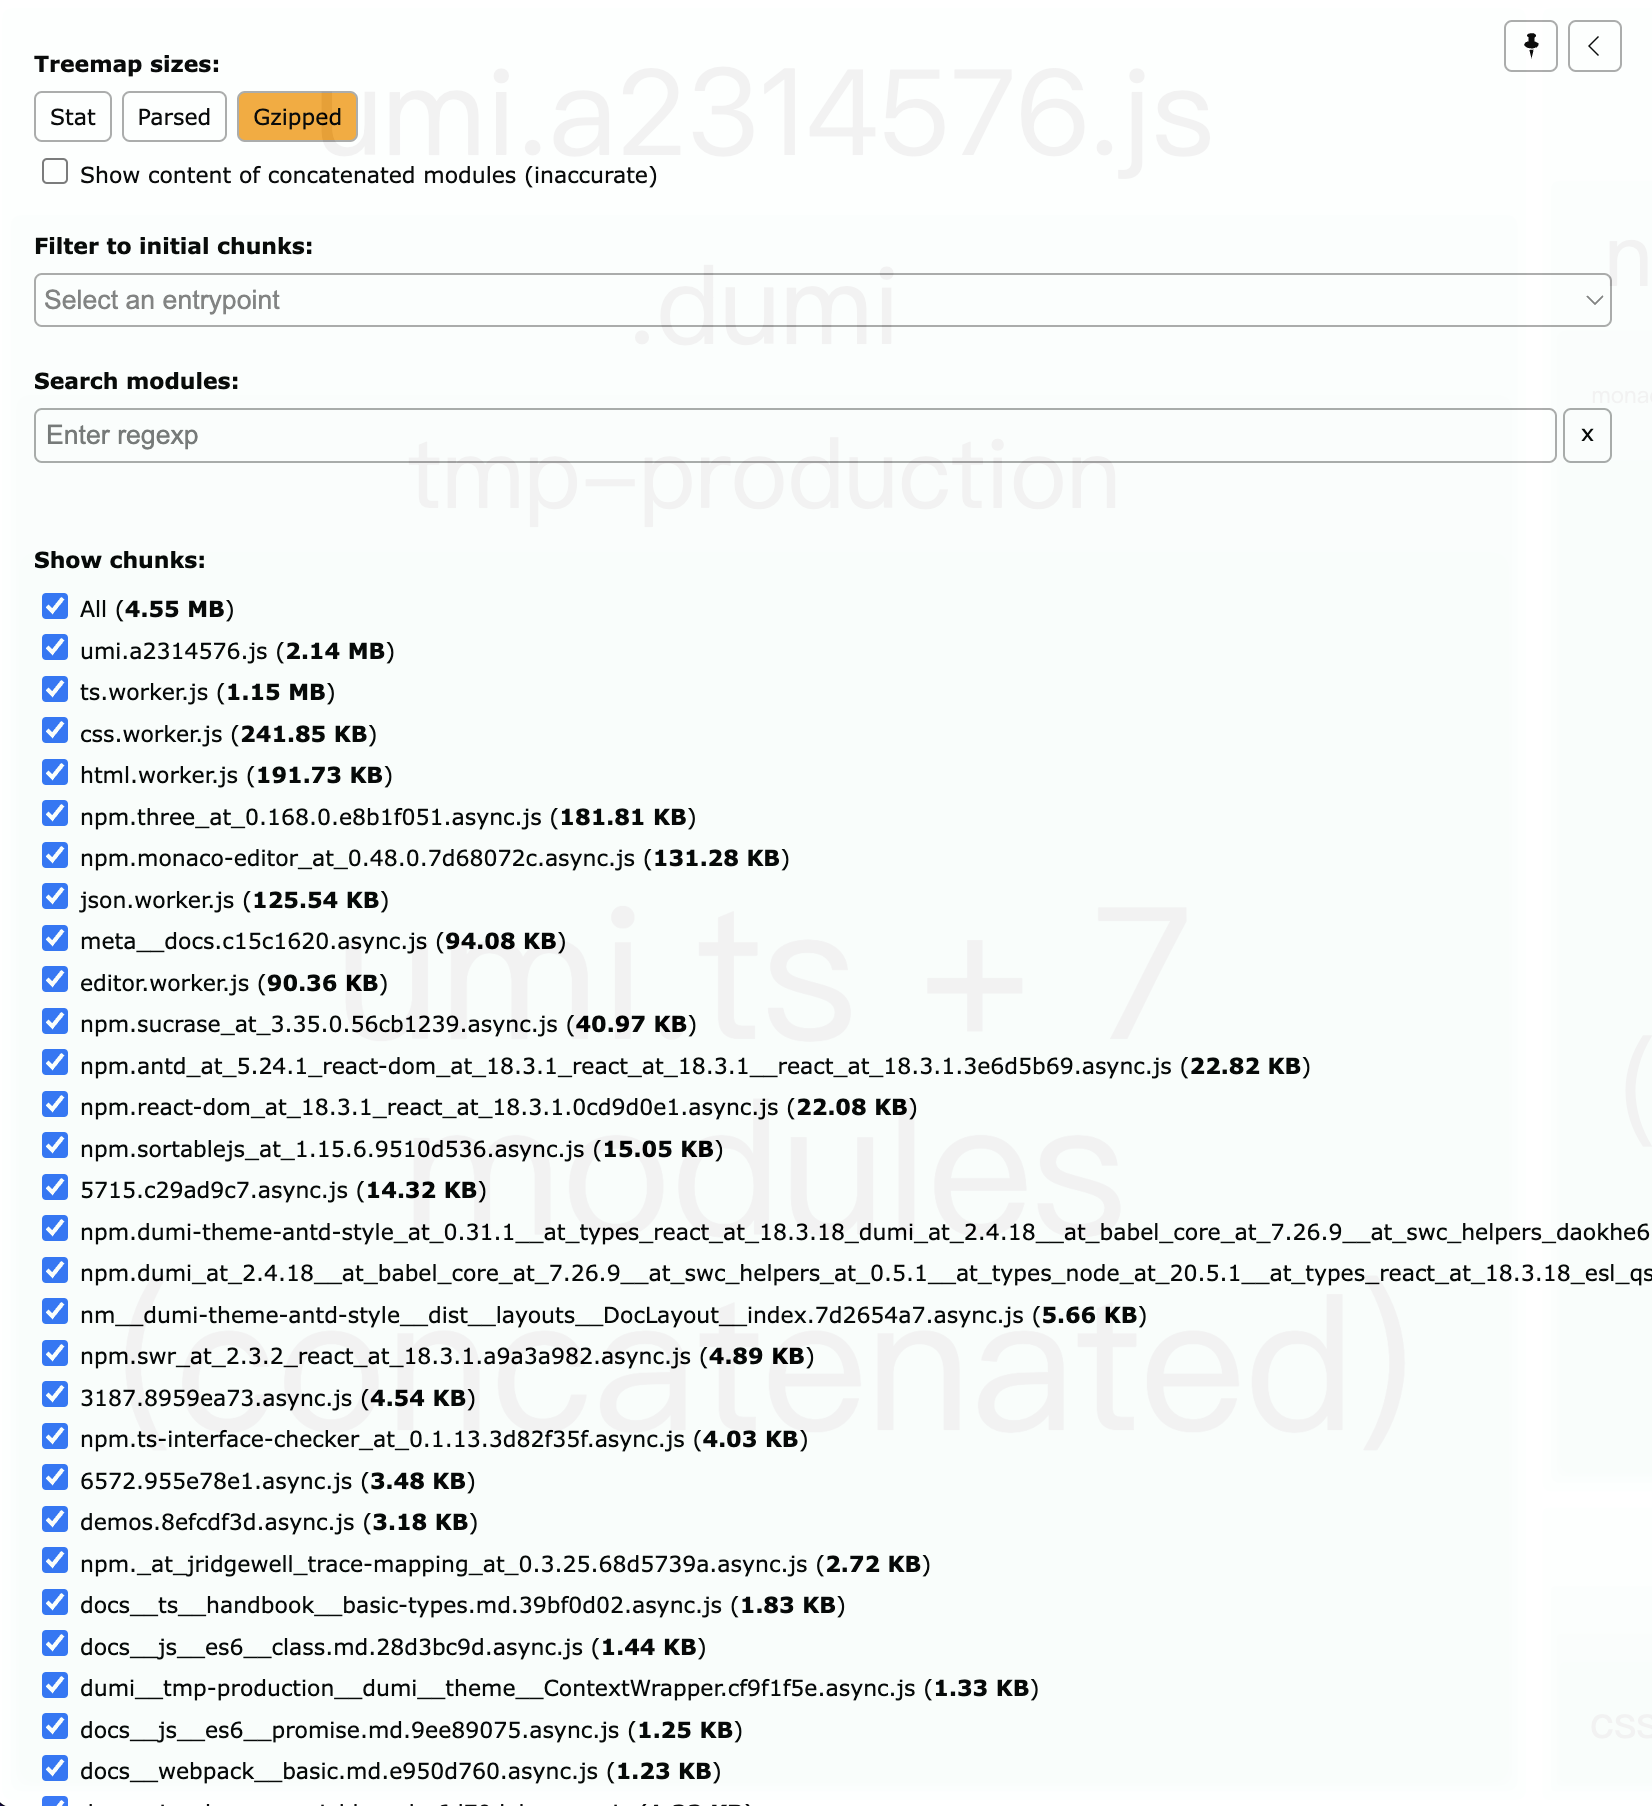 Treemap sizes:
Stat Parsed Gzipped
umi.a2314576.js
Show content of concatenated modules (inaccurate)
Filter to initial chunks:
Select an entrypoint
.dumi
Search modules:
Enter regexp x
tmp-production
Show chunks:
All (4.55 MB)
umi.a2314576.js (2.14 MB)
ts.worker.js (1.15 MB)
css.worker.js (241.85 KB)
html.worker.js (191.73 KB)
npm.three_at_0.168.0.e8b1f051.async.js (181.81 KB)
npm.monaco-editor_at_0.48.0.7d68072c.async.js (131.28 KB)
json.worker.js (125.54 KB)
meta__docs.c15c1620.async.js (94.08 KB)
umi.ts + 7
editor.worker.js (90.36 KB)
npm.sucrase_at_3.35.0.56cb1239.async.js (40.97 KB)
npm.antd_at_5.24.1_react-dom_at_18.3.1_react_at_18.3.1__react_at_18.3.1.3e6d5b69.async.js (22.82 KB)
npm.react-dom_at_18.3.1_react_at_18.3.1.0cd9d0e1.async.js (22.08 KB)
npm.sortablejs_at_1.15.6.9510d536.async.js (15.05 KB)
modules
5715.c29ad9c7.async.js (14.32 KB)
npm.dumi-theme-antd-style_at_0.31.1__at_types_react_at_18.3.18_dumi_at_2.4.18__at_babel_core_at_7.26.9__at_swc_helpers_daokhe6
npm.dumi_at_2.4.18__at_babel_core_at_7.26.9__at_swc_helpers_at_0.5.1__at_types_node_at_20.5.1__at_types_react_at_18.3.18_esl_qs
nm__dumi-theme-antd-style__dist__layouts__DocLayout__index.7d2654a7.async.js (5.66 KB)
npm.swr_at_2.3.2_react_at_18.3.1.a9a3a982.async.js (4.89 KB)
(concatenated)
3187.8959ea73.async.js (4.54 KB)
npm.ts-interface-checker_at_0.1.13.3d82f35f.async.js (4.03 KB)
6572.955e78e1.async.js (3.48 KB)
demos.8efcdf3d.async.js (3.18 KB)
npm._at_jridgewell_trace-mapping_at_0.3.25.68d5739a.async.js (2.72 KB)
docs__ts__handbook__basic-types.md.39bf0d02.async.js (1.83 KB)
docs__js__es6__class.md.28d3bc9d.async.js (1.44 KB)
dumi__tmp-production__dumi__theme__ContextWrapper.cf9f1f5e.async.js (1.33 KB)
docs__js__es6__promise.md.9ee89075.async.js (1.25 KB)
docs__webpack__basic.md.e950d760.async.js (1.23 KB)